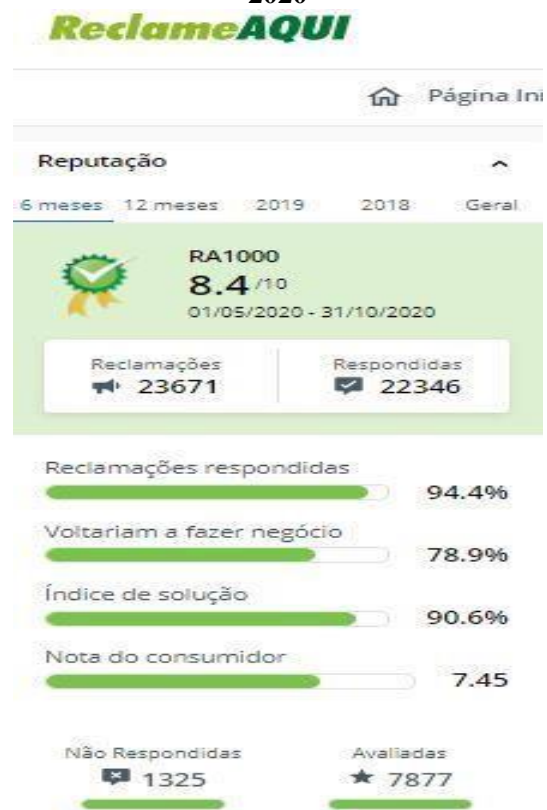 2020
ReclameAQUI
Página Ini
Reputação
6 meses 12 meses 2019 2018 Geral
RA1000
8.4 /10
01/05/2020 - 31/10/2020
Reclamações Respondidas
23671 22346
Reclamações respondidas
94.4%
Voltariam a fazer negócio
78.9%
Índice de solução
90.6%
Nota do consumidor
7.45
Não Respondidas Avaliadas
1325 7877